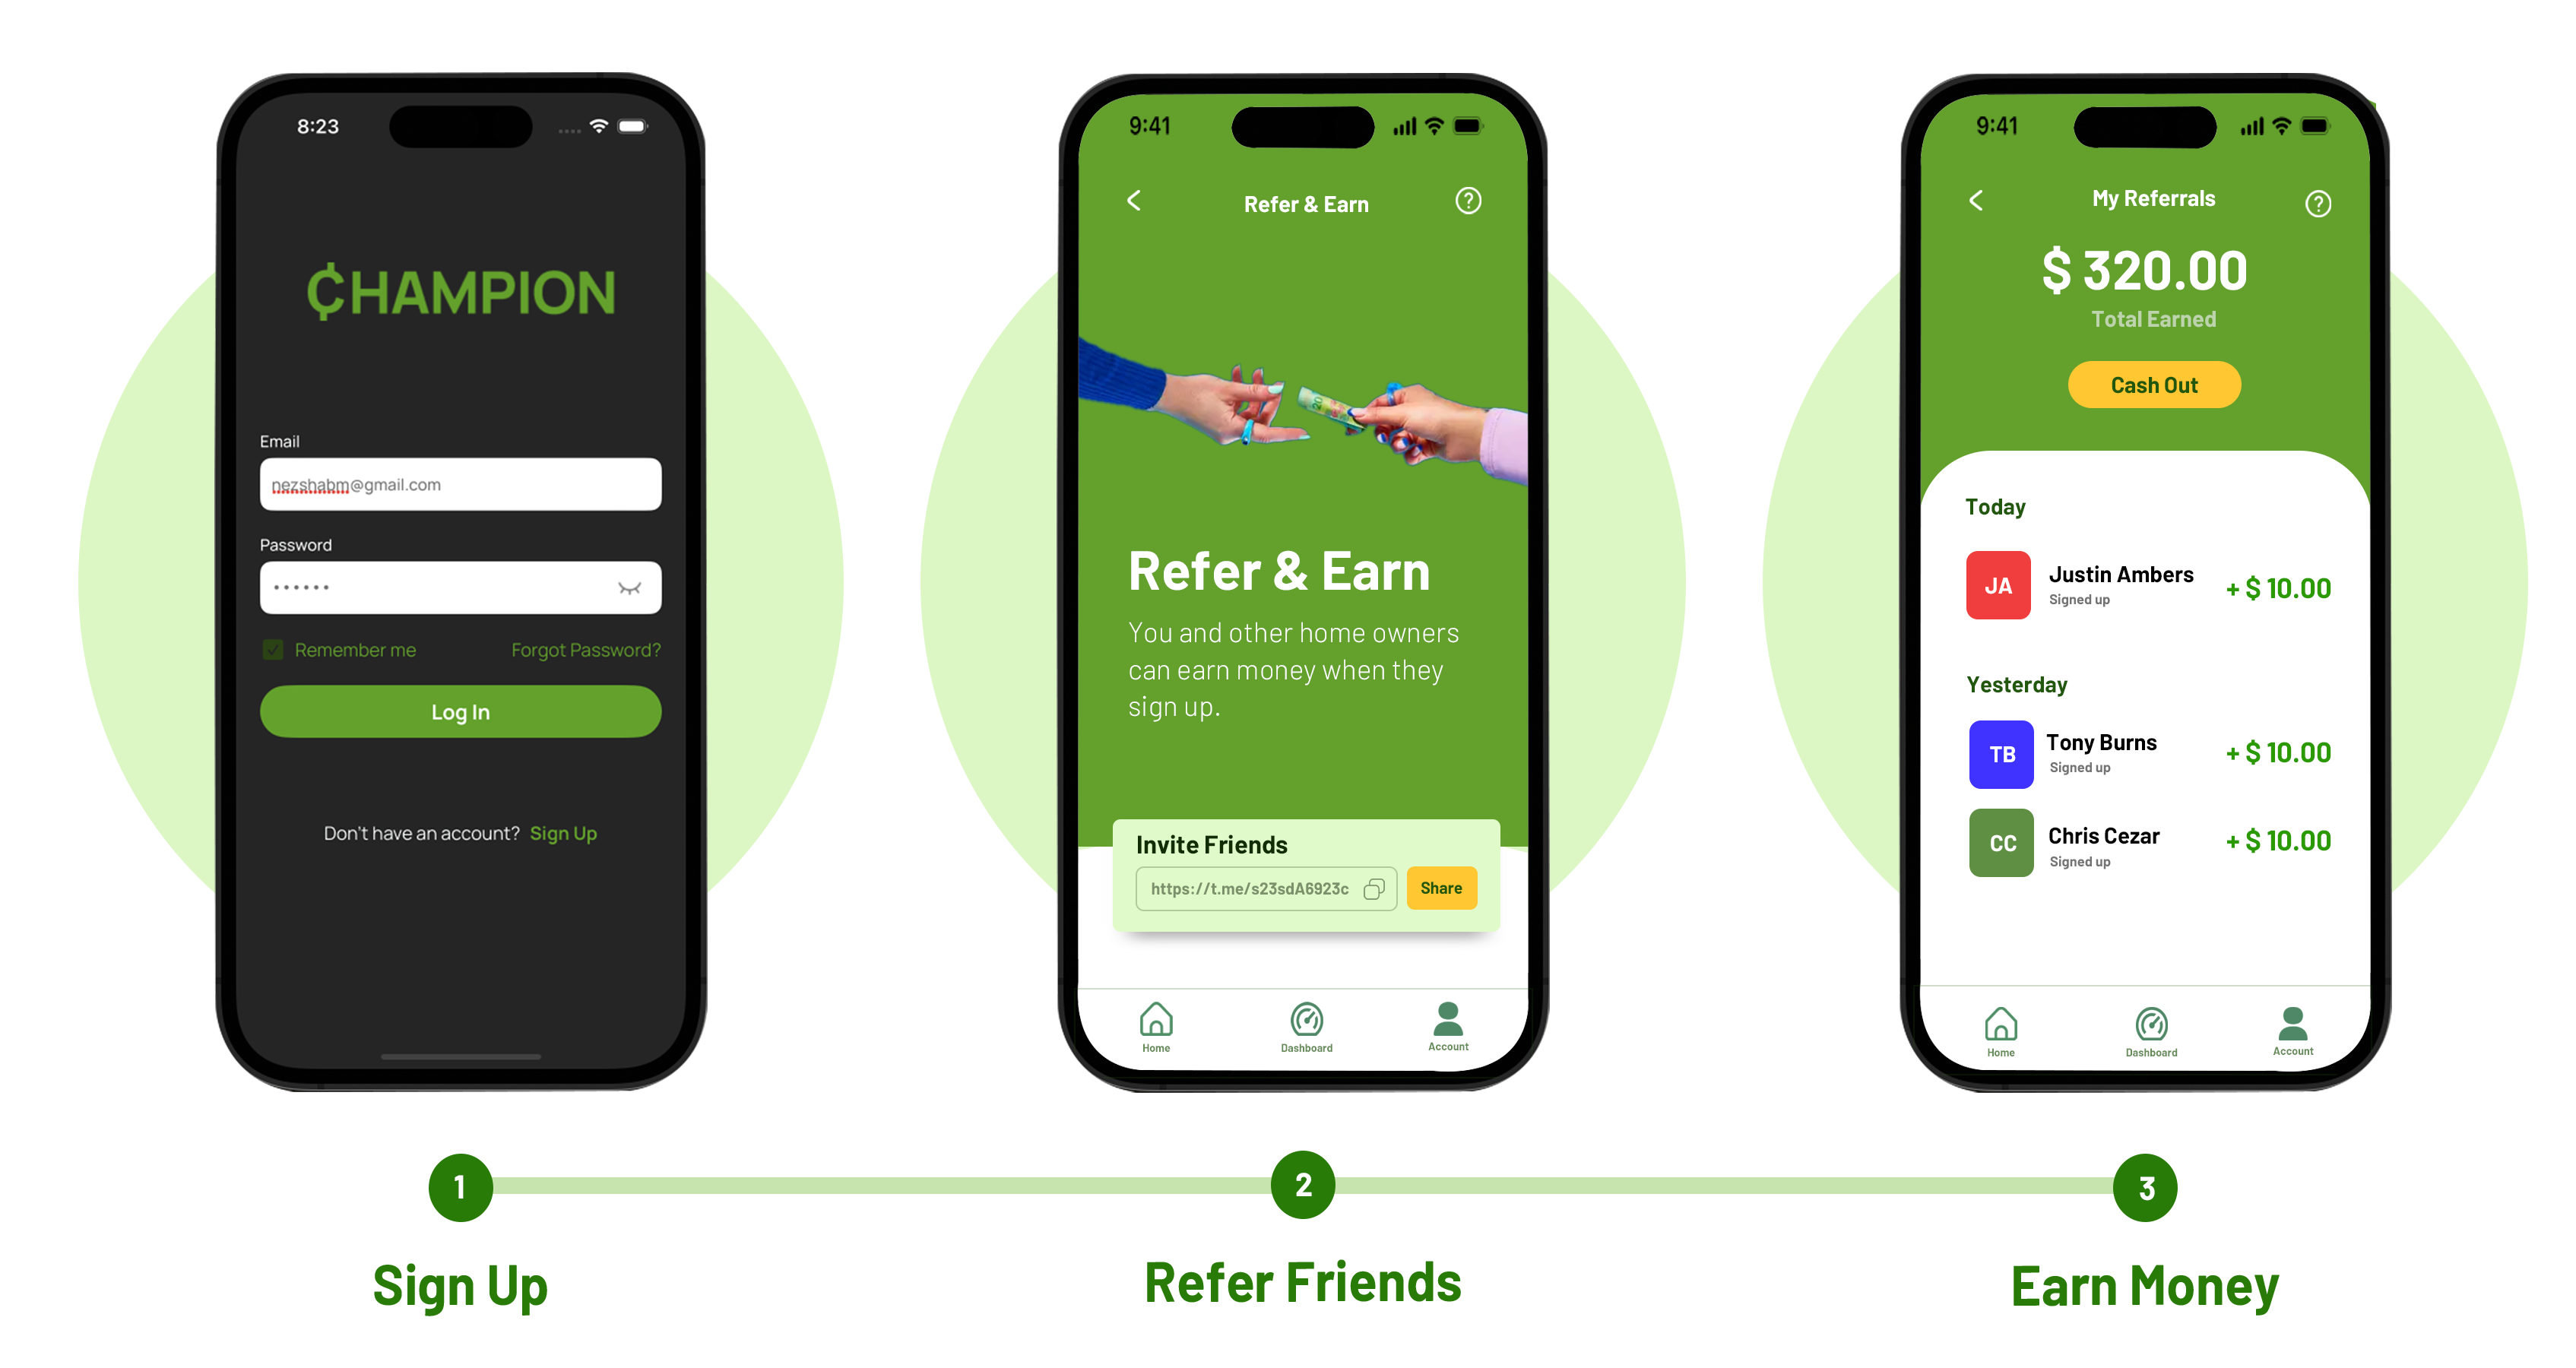 8:23
₵HAMPION
Email
nezshabm@gmail.com
Password
Remember me
Forgot Password?
Log In
Don't have an account? Sign Up
9:41
Refer & Earn
20
Refer & Earn
You and other home owners
can earn money when they
sign up.
Invite Friends
https://t.me/s23sdA6923c
Share
Home
Dashboard
Account
9:41
My Referrals
$ 320.00
Total Earned
Cash Out
Today
JA
Justin Ambers
Signed up
+ $ 10.00
Yesterday
TB
Tony Burns
Signed up
+ $ 10.00
CC
Chris Cezar
Signed up
+ $ 10.00
Home
Dashboard
Account
1
2
3
Sign Up
Refer Friends
Earn Money